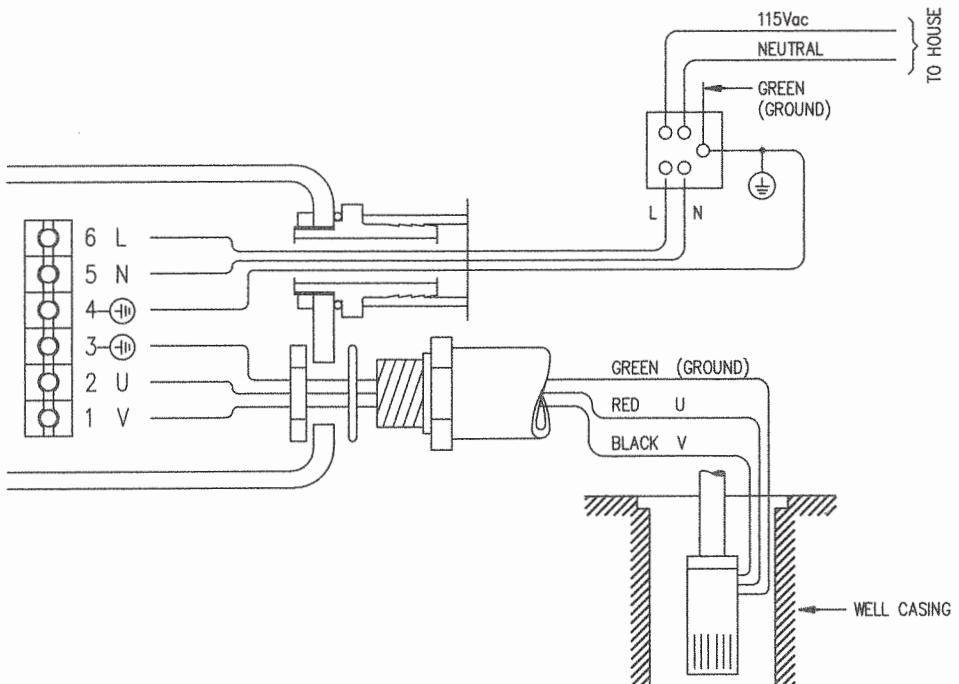 115Vac
NEUTRAL
TO HOUSE
GREEN
(GROUND)
L N
6 L
5 N
4
3
2 U
1 V
GREEN (GROUND)
RED U
BLACK V
WELL CASING